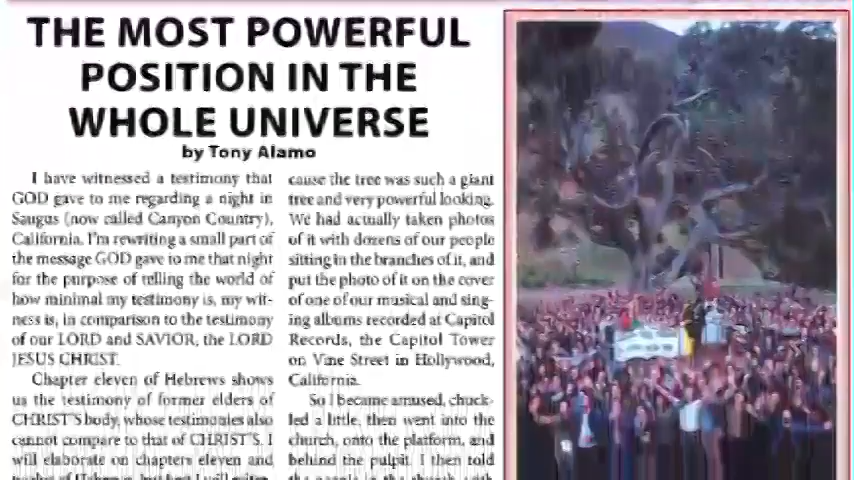 THE MOST POWERFUL
POSITION IN THE
WHOLE UNIVERSE
by Tony Alamo
I have witnessed a testimony that
GOD gave to me regarding a night in
Saugus (now called Canyon Country),
California. I'm rewriting a small part of
the message GOD gave to me that night
for the purpose of telling the world of
how minimal my testimony is, my wit-
ness is, in comparison to the testimony
of our LORD and SAVIOR, the LORD
JESUS CHRIST.
Chapter eleven of Hebrews shows
us the testimony of former elders of
CHRIST'S body, whose testimonies also
cannot compare to that of CHRIST'S. I
will elaborate on chapters eleven and
cause the tree was such a giant
tree and very powerful looking.
We had actually taken photos
of it with dozens of our people
sitting in the branches of it, and
put the photo of it on the cover
of one of our musical and sing-
ing albums recorded at Capitol
Records, the Capitol Tower
on Vine Street in Hollywood,
California.
So I became amused, chuck-
led a little, then went into the
church, onto the platform, and
behind the pulpit. I then told